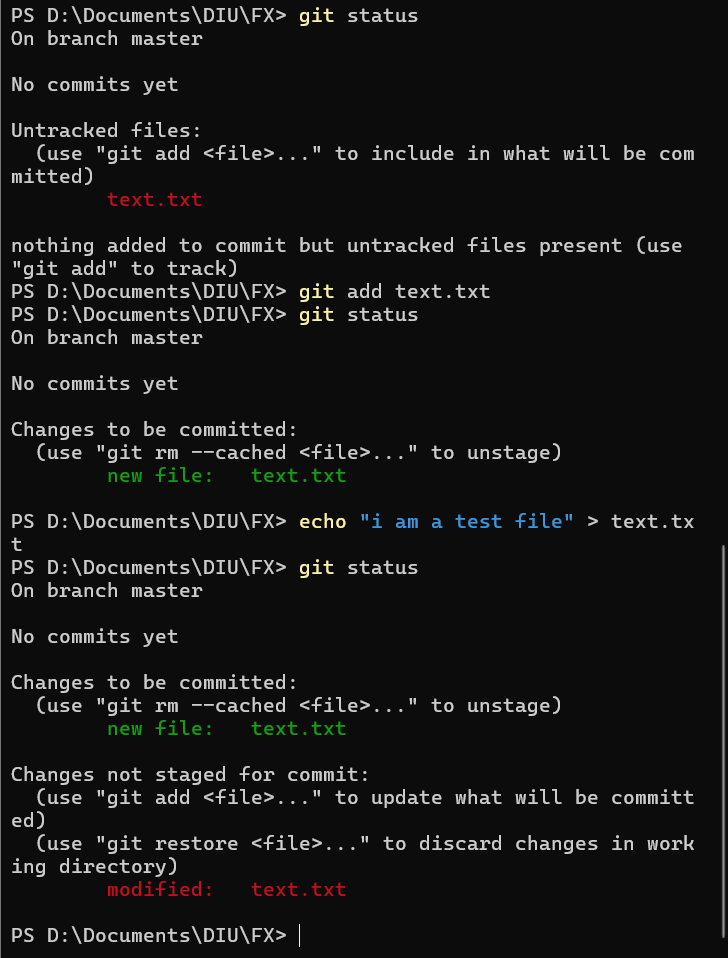 PS D:\Documents\DIU\FX> git status
On branch master
No commits yet
Untracked files:
  (use "git add <file>..." to include in what will be com
mitted)
        text.txt
nothing added to commit but untracked files present (use
"git add" to track)
PS D:\Documents\DIU\FX> git add text.txt
PS D:\Documents\DIU\FX> git status
On branch master
No commits yet
Changes to be committed:
  (use "git rm --cached <file>..." to unstage)
        new file:   text.txt
PS D:\Documents\DIU\FX> echo "i am a test file" > text.tx
t
PS D:\Documents\DIU\FX> git status
On branch master
No commits yet
Changes to be committed:
  (use "git rm --cached <file>..." to unstage)
        new file:   text.txt
Changes not staged for commit:
  (use "git add <file>..." to update what will be committ
ed)
  (use "git restore <file>..." to discard changes in work
ing directory)
        modified:   text.txt
PS D:\Documents\DIU\FX>